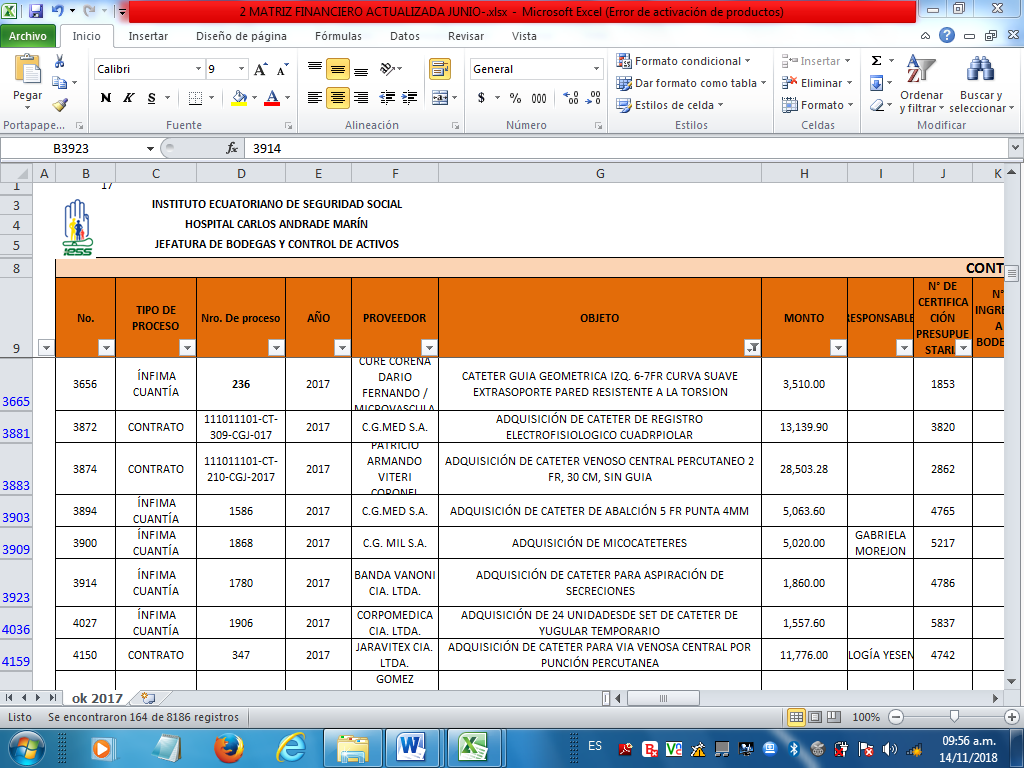 2 MATRIZ FINANCIERO ACTUALIZADA JUNIO-.xlsx - Microsoft Excel (Error de activación de productos)
Archivo Inicio Insertar Diseño de página Fórmulas Datos Revisar Vista
Pegar
Calibri 9 A A
N K S
General
$ % 000
Formato condicional
Dar formato como tabla
Estilos de celda
Insertar
Eliminar
Formato
Σ
Ordenar y filtrar
Buscar y seleccionar
Portapape... Fuente Alineación Número Estilos Celdas Modificar
B3923 fx 3914
A B C D E F G H I J K
1 17
3 INSTITUTO ECUATORIANO DE SEGURIDAD SOCIAL
4 HOSPITAL CARLOS ANDRADE MARÍN
5 JEFATURA DE BODEGAS Y CONTROL DE ACTIVOS
iess
8 CONT
9 No. TIPO DE PROCESO Nro. De proceso AÑO PROVEEDOR OBJETO MONTO RESPONSABLE N° DE CERTIFICACIÓN PRESUPUESTARI N° INGRE A BODE
3665 3656 ÍNFIMA CUANTÍA 236 2017 CURE CORENA DARIO FERNANDO / MICROVASCULA CATETER GUIA GEOMETRICA IZQ. 6-7FR CURVA SUAVE EXTRASOPORTE PARED RESISTENTE A LA TORSION 3,510.00 1853
3881 3872 CONTRATO 111011101-CT-309-CGJ-017 2017 C.G.MED S.A. ADQUISICIÓN DE CATETER DE REGISTRO ELECTROFISIOLOGICO CUADRPIOLAR 13,139.90 3820
3883 3874 CONTRATO 111011101-CT-210-CGJ-2017 2017 PATRICIO ARMANDO VITERI CORONEL ADQUISICIÓN DE CATETER VENOSO CENTRAL PERCUTANEO 2 FR, 30 CM, SIN GUIA 28,503.28 2862
3903 3894 ÍNFIMA CUANTÍA 1586 2017 C.G.MED S.A. ADQUISICIÓN DE CATETER DE ABALCIÓN 5 FR PUNTA 4MM 5,063.60 4765
3909 3900 ÍNFIMA CUANTÍA 1868 2017 C.G. MIL S.A. ADQUISICIÓN DE MICOCATETERES 5,020.00 GABRIELA MOREJON 5217
3923 3914 ÍNFIMA CUANTÍA 1780 2017 BANDA VANONI CIA. LTDA. ADQUISICIÓN DE CATETER PARA ASPIRACIÓN DE SECRECIONES 1,860.00 4786
4036 4027 ÍNFIMA CUANTÍA 1906 2017 CORPOMEDICA CIA. LTDA. ADQUISICIÓN DE 24 UNIDADESDE SET DE CATETER DE YUGULAR TEMPORARIO 1,557.60 5837
4159 4150 CONTRATO 347 2017 JARAVITEX CIA. LTDA. ADQUISICIÓN DE CATETER PARA VIA VENOSA CENTRAL POR PUNCIÓN PERCUTANEA 11,776.00 LOGÍA YESEN 4742
GOMEZ
ok 2017
Listo Se encontraron 164 de 8186 registros 100%
ES 09:56 a.m.
14/11/2018